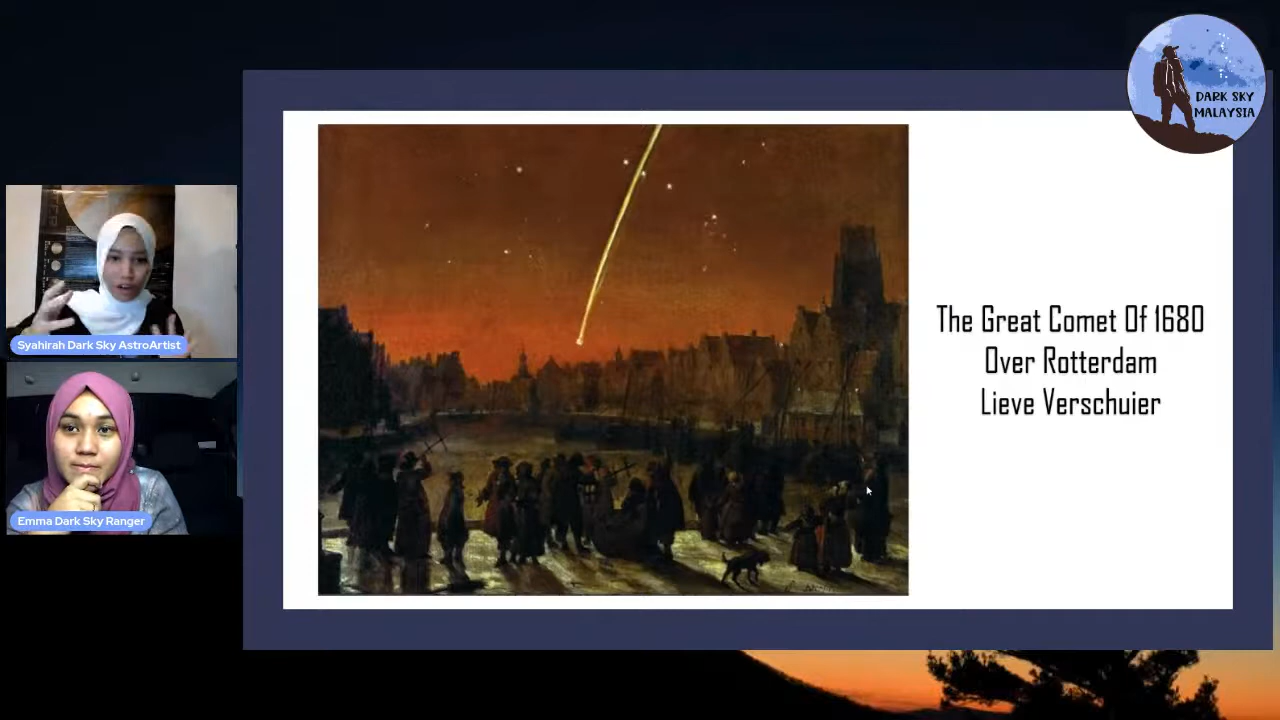 DARK SKY
MALAYSIA
The Great Comet Of 1680
Over Rotterdam
Lieve Verschuier
Syahirah Dark Sky AstroArtist
Emma Dark Sky Ranger